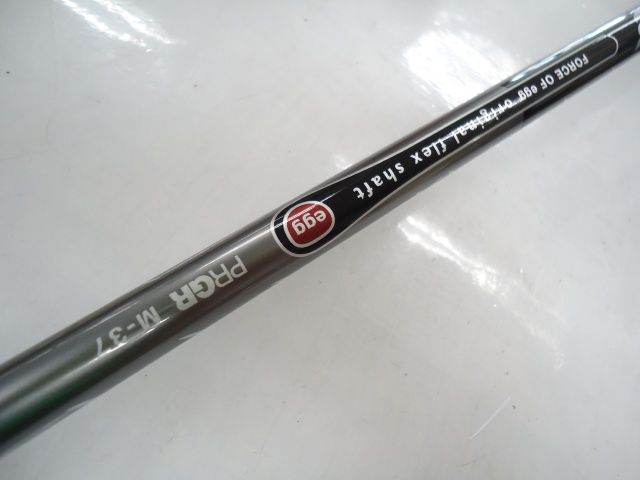 FORCE OF egg original flex shaft
egg
PRGR M-37